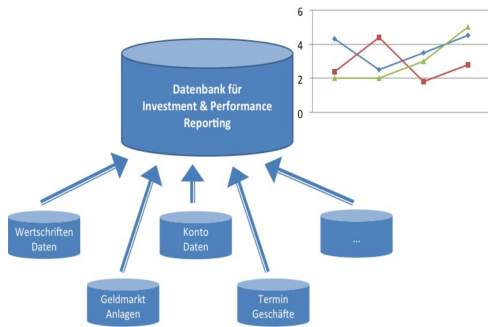 Datenbank für
Investment & Performance
Reporting
6
4
2
0
Wertschriften
Daten
Konto
Daten
...
Geldmarkt
Anlagen
Termin
Geschäfte